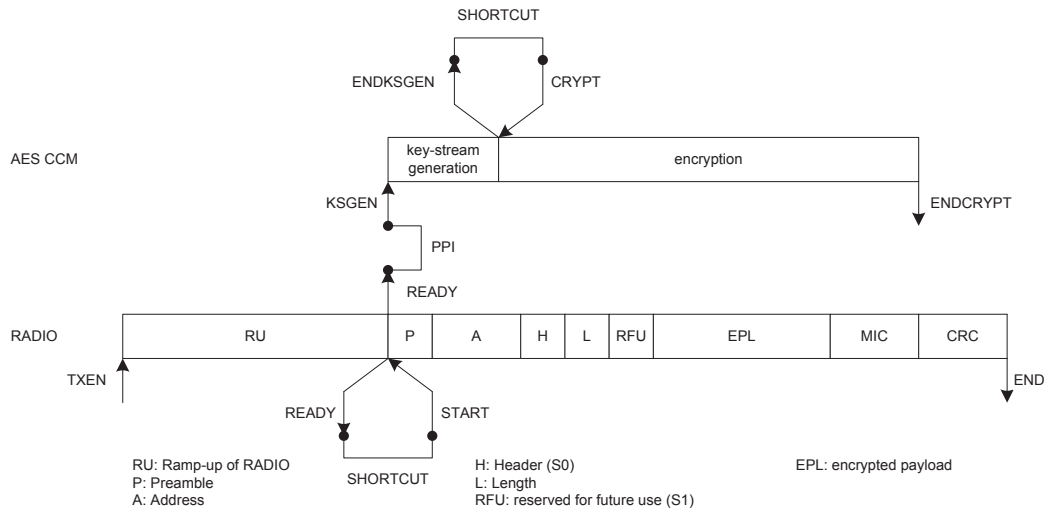 SHORTCUT
ENDKSGEN
CRYPT
AES CCM
key-stream
generation
encryption
KSGEN
ENDCRYPT
PPI
READY
RADIO
RU
P
A
H
L
RFU
EPL
MIC
CRC
TXEN
END
READY
START
SHORTCUT
RU: Ramp-up of RADIO
P: Preamble
A: Address
H: Header (S0)
L: Length
RFU: reserved for future use (S1)
EPL: encrypted payload